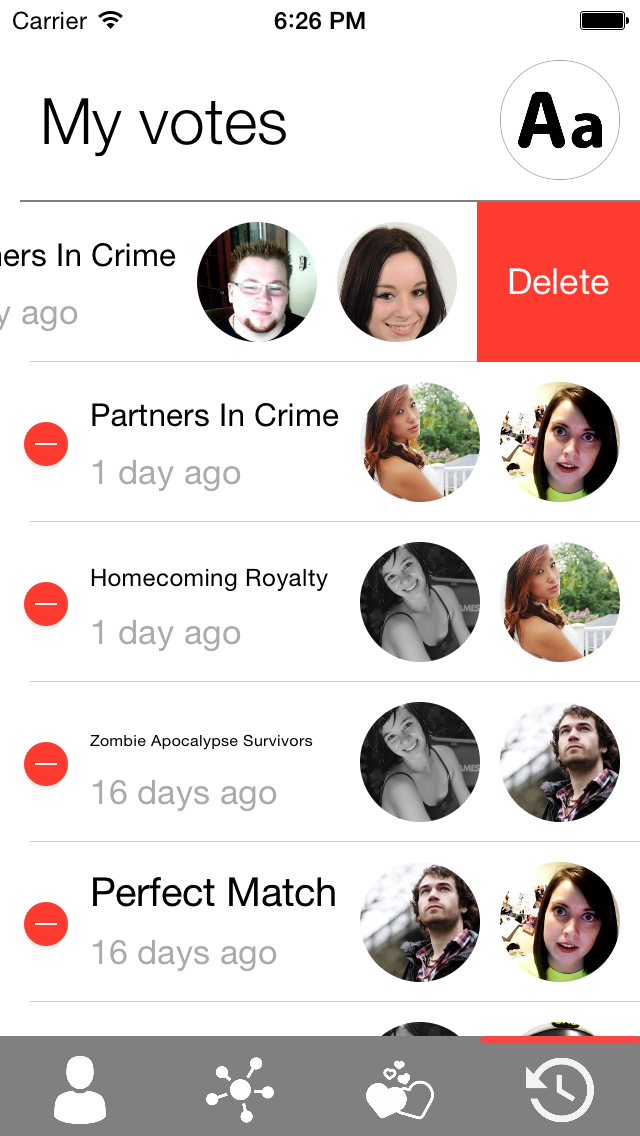 Carrier 6:26 PM
My votes
Aa
ers In Crime
y ago
Delete
Partners In Crime
1 day ago
Homecoming Royalty
1 day ago
Zombie Apocalypse Survivors
16 days ago
Perfect Match
16 days ago